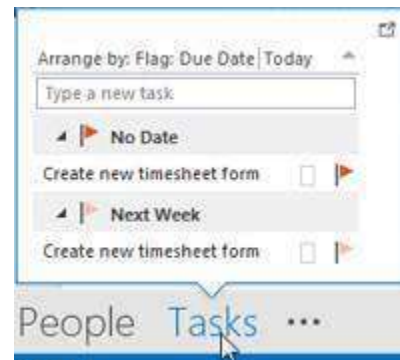 Arrange by: Flag: Due Date Today
Type a new task
No Date
Create new timesheet form
Next Week
Create new timesheet form
People Tasks ···